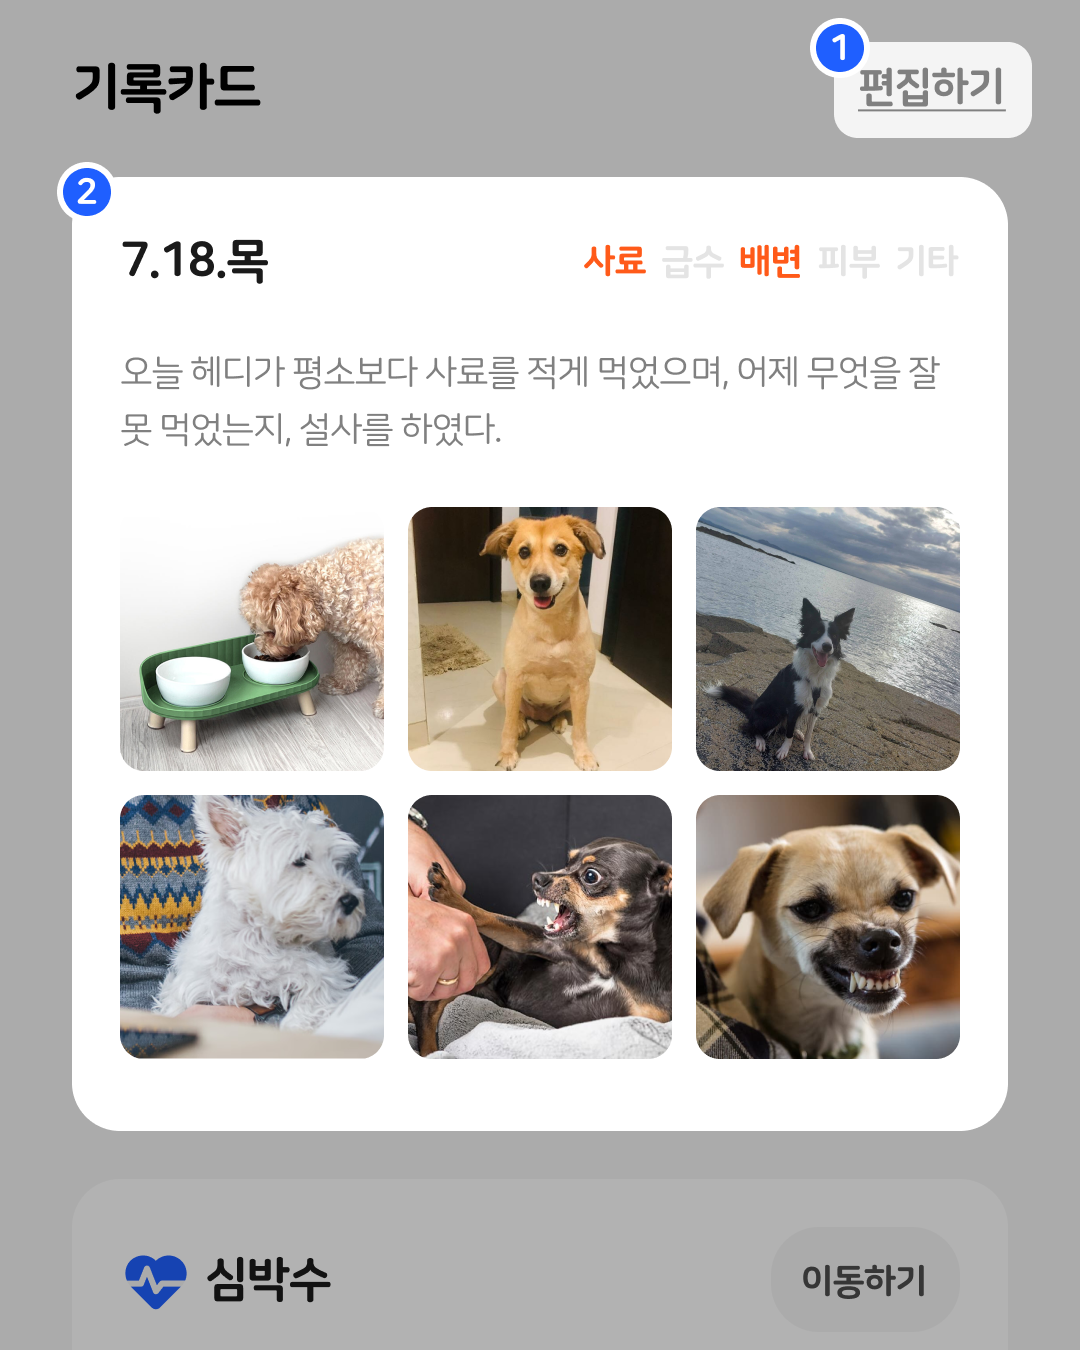 기록카드
1
편집하기
2
7.18.목
사료 급수 배변 피부 기타
오늘 헤디가 평소보다 사료를 적게 먹었으며, 어제 무엇을 잘
못 먹었는지, 설사를 하였다.
심박수
이동하기